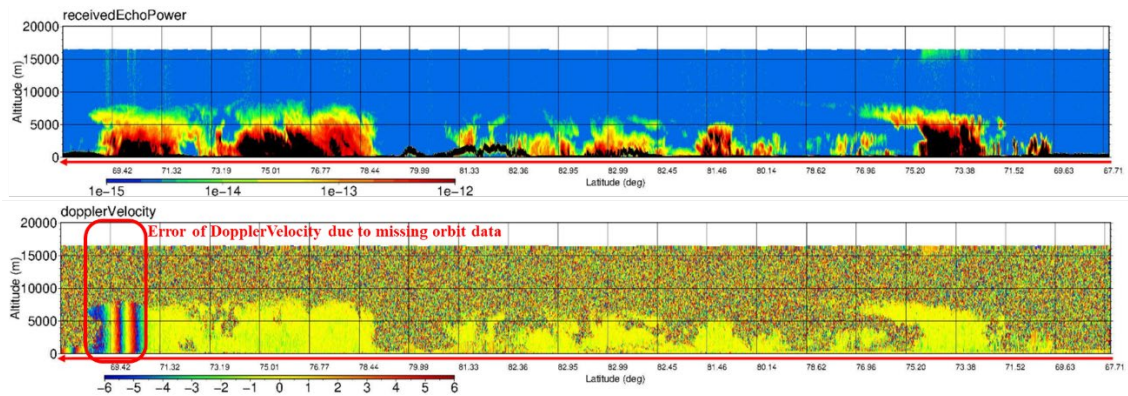 receivedEchoPower
20000
15000
10000
5000
0
Altitude (m)
69.42 71.32 73.19 75.01 76.77 78.44 79.99 81.31 82.36 82.95 82.99 82.45 81.46 80.14 78.62 76.96 75.20 73.38 71.52 69.63 67.71
Latitude (deg}
1e-15 1e-14 1e-13 1e-12
dopplerVelocity
Error of DopplerVelocity due to missing orbit data
20000
15000
10000
5000
0
Altitude (m)
69.42 71.32 73.19 75.01 76.77 78.44 79.99 81.31 82.36 82.95 82.99 82.45 81.46 80.14 78.62 76.96 75.20 73.38 71.52 69.63 67.71
Latitude (deg)
−6 −5 −4 −3 −2 −1 0 1 2 3 4 5 6